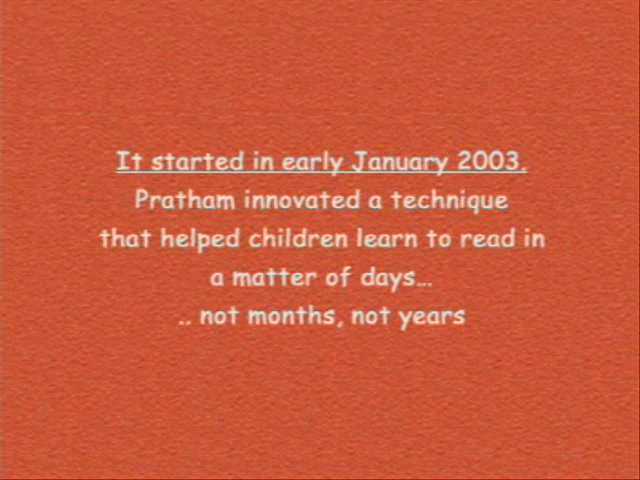 It started in early January 2003.
Pratham innovated a technique
that helped children learn to read in
a matter of days...
.. not months, not years